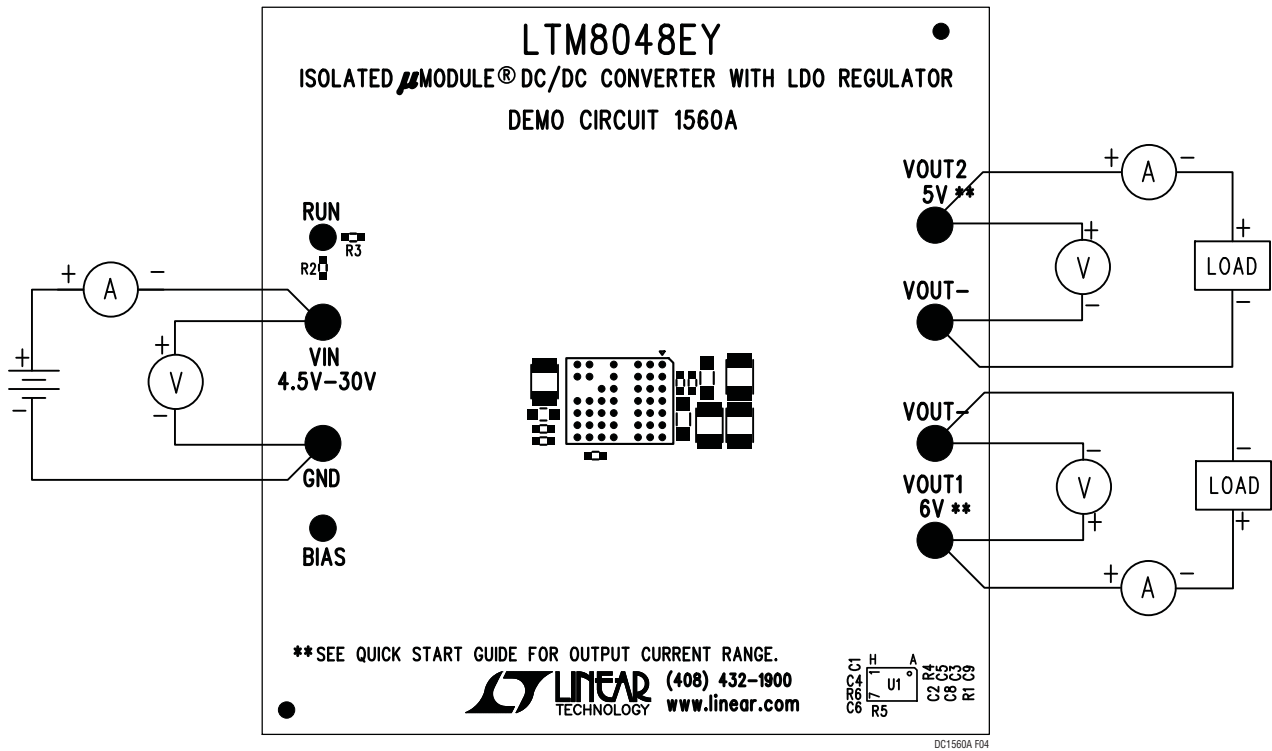 LTM8048EY
ISOLATED µMODULE® DC/DC CONVERTER WITH LDO REGULATOR
DEMO CIRCUIT 1560A
VOUT2
5V **
+ A -
RUN
R3
R2
+
V
-
+
LOAD
-
VOUT-
+ A -
VIN
4.5V-30V
+
-
+
V
-
GND
VOUT-
-
V
+
-
LOAD
+
VOUT1
6V **
+ A -
BIAS
** SEE QUICK START GUIDE FOR OUTPUT CURRENT RANGE.
LINEAR
TECHNOLOGY
(408) 432-1900
www.linear.com
C1
C4
R6
C6
H A
1
7
U1
R5
R4
C2 C5
C8 C3
R1 C9
DC1560A F04